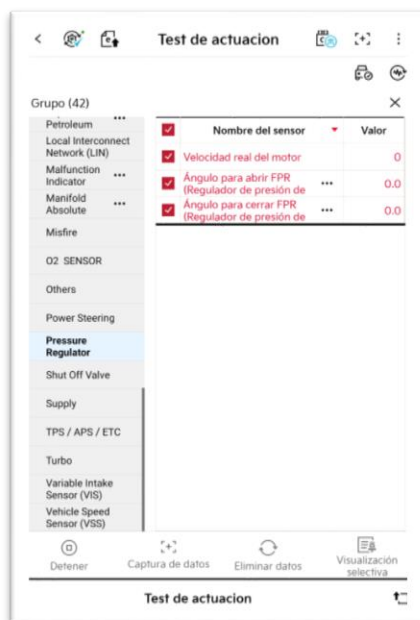 Test de actuacion
Grupo (42)
Petroleum
Local Interconnect
Network (LIN)
Malfunction
Indicator
Manifold
Absolute
Misfire
O2 SENSOR
Others
Power Steering
Pressure
Regulator
Shut Off Valve
Supply
TPS / APS / ETC
Turbo
Variable Intake
Sensor (VIS)
Vehicle Speed
Sensor (VSS)
Nombre del sensor Valor
Velocidad real del motor 0
Ángulo para abrir FPR
(Regulador de presión de ... 0.0
Ángulo para cerrar FPR
(Regulador de presión de ... 0.0
Detener
Captura de datos
Eliminar datos
Visualización
selectiva
Test de actuacion